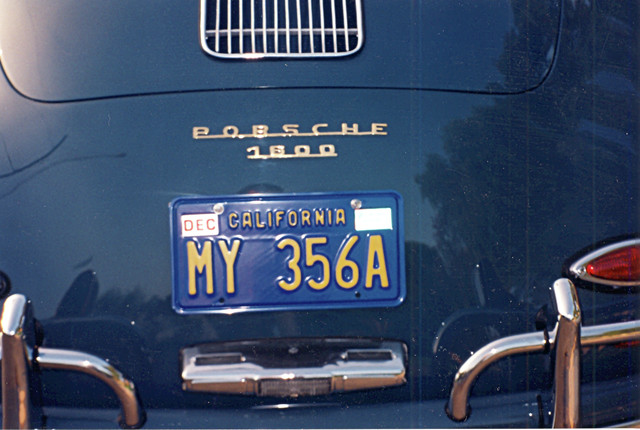 PORSCHE
1600
DEC CALIFORNIA
MY 356A